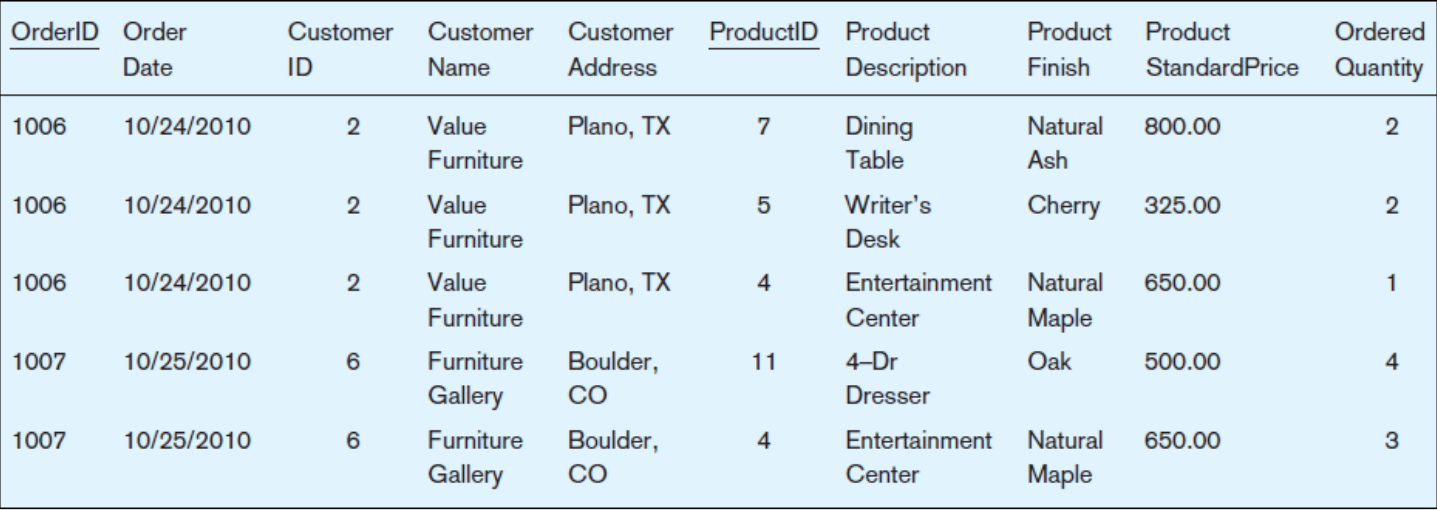 OrderID Order Customer Customer Customer ProductID Product Product Product Ordered
Date ID Name Address Description Finish StandardPrice Quantity
1006 10/24/2010 2 Value Plano, TX 7 Dining Natural 800.00 2
Furniture Table Ash
1006 10/24/2010 2 Value Plano, TX 5 Writer's Cherry 325.00 2
Furniture Desk
1006 10/24/2010 2 Value Plano, TX 4 Entertainment Natural 650.00 1
Furniture Center Maple
1007 10/25/2010 6 Furniture Boulder, 11 4–Dr Oak 500.00 4
Gallery CO Dresser
1007 10/25/2010 6 Furniture Boulder, 4 Entertainment Natural 650.00 3
Gallery CO Center Maple